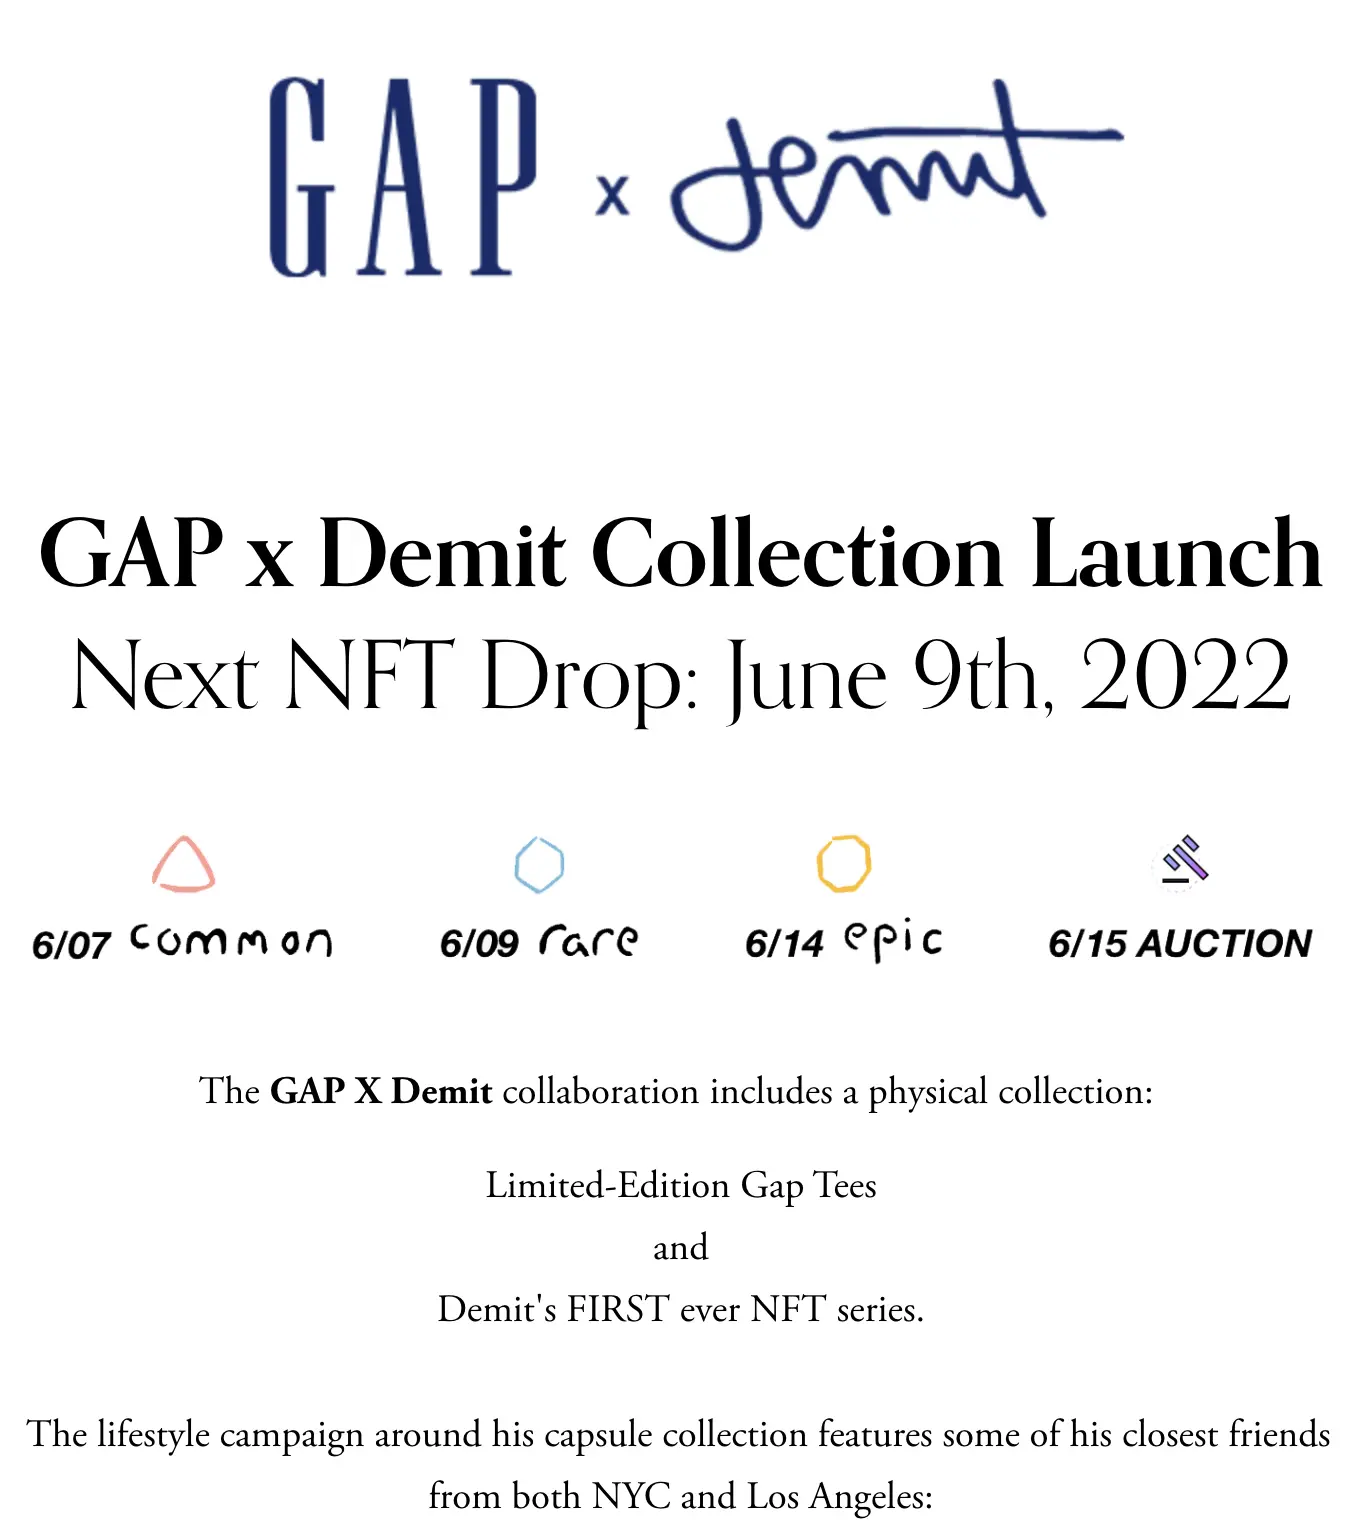 GAP x demit
GAP x Demit Collection Launch
Next NFT Drop: June 9th, 2022
6/07 common 6/09 rare 6/14 epic 6/15 AUCTION
The GAP X Demit collaboration includes a physical collection:
Limited-Edition Gap Tees
and
Demit's FIRST ever NFT series.
The lifestyle campaign around his capsule collection features some of his closest friends
from both NYC and Los Angeles: